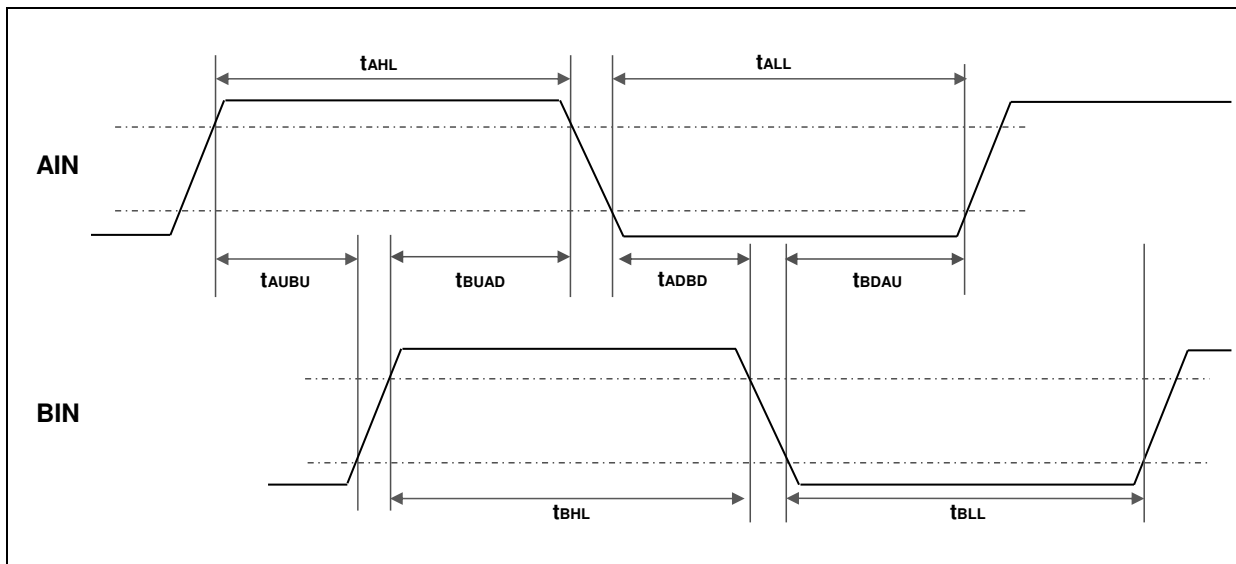 tAHL
tALL
AIN
tAUBU
tBUAD
tADBD
tBDAU
BIN
tBHL
tBLL